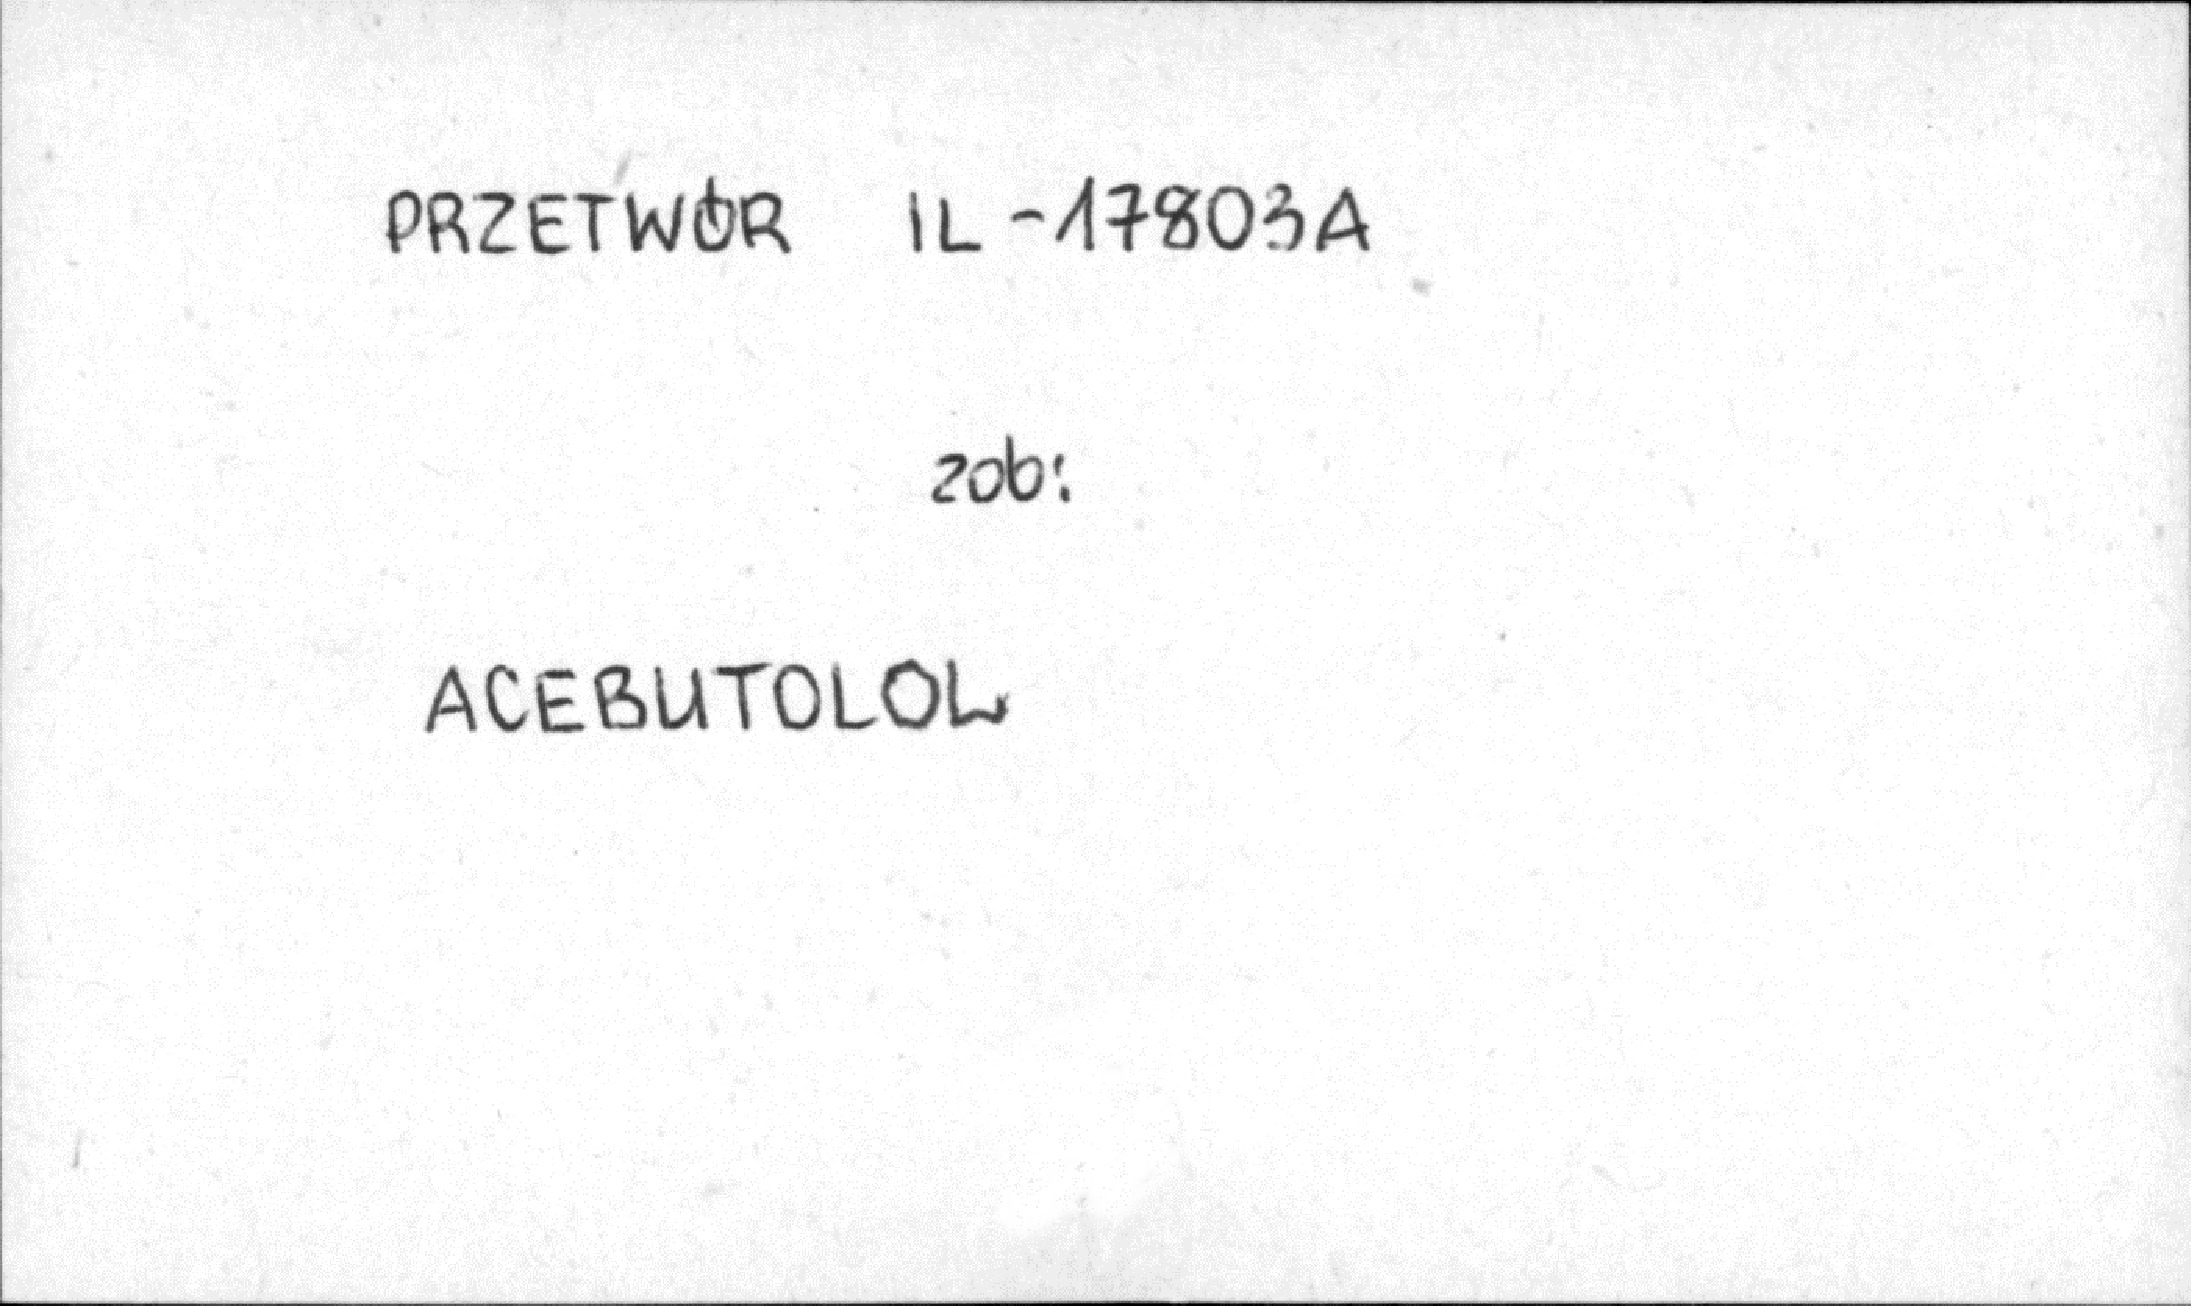 PRZETWÓR IL-17803A
zob:
ACEBUTOLOL